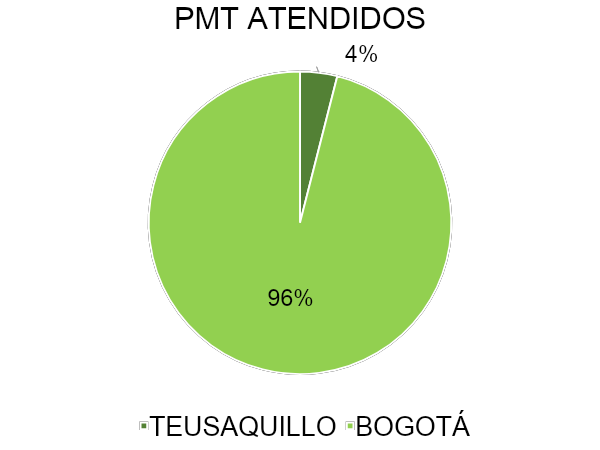 PMT ATENDIDOS
4%
96%
TEUSAQUILLO BOGOTÁ